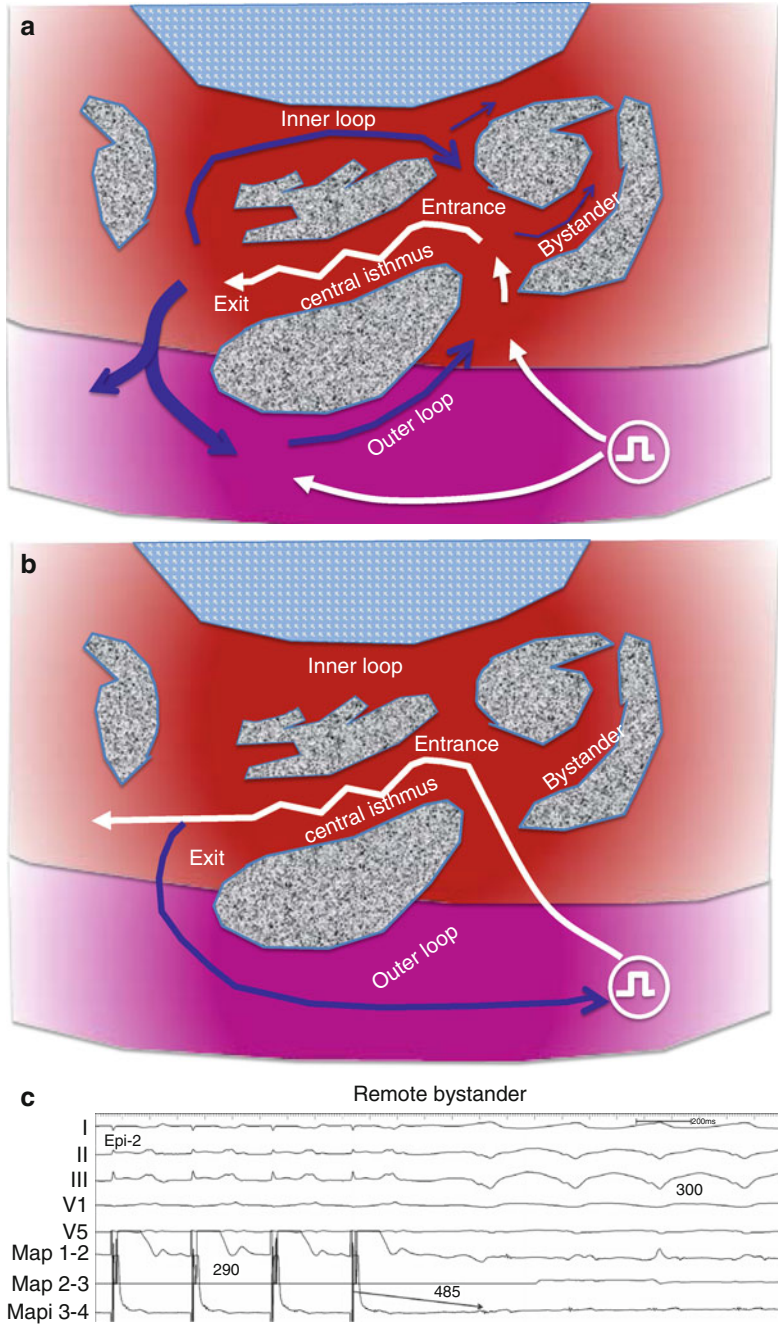 a
Inner loop
Entrance
Bystander
central isthmus
Exit
Outer loop
b
Inner loop
Entrance
Bystander
central isthmus
Exit
Outer loop
c
Remote bystander
I
200ms
Epi-2
II
III
300
V1
V5
Map 1-2
290
Map 2-3
485
Mapi 3-4